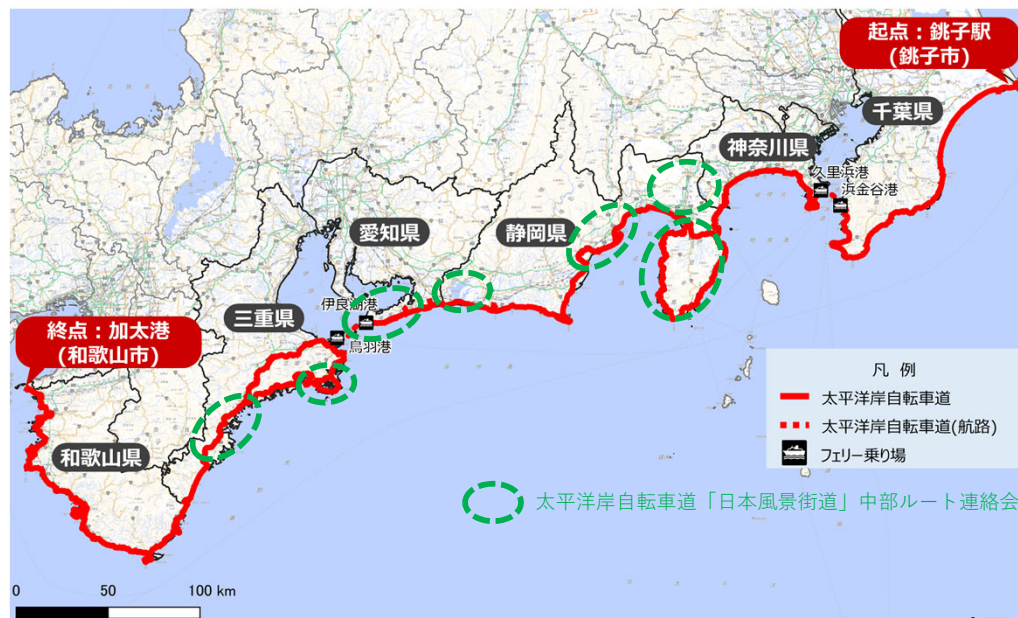 起点：銚子駅
(銚子市)
千葉県
神奈川県
久里浜港
浜金谷港
静岡県
愛知県
伊良湖港
三重県
鳥羽港
終点：加太港
(和歌山市)
和歌山県
凡 例
太平洋岸自転車道
太平洋岸自転車道(航路)
フェリー乗り場
太平洋岸自転車道「日本風景街道」中部ルート連絡会
0 50 100 km